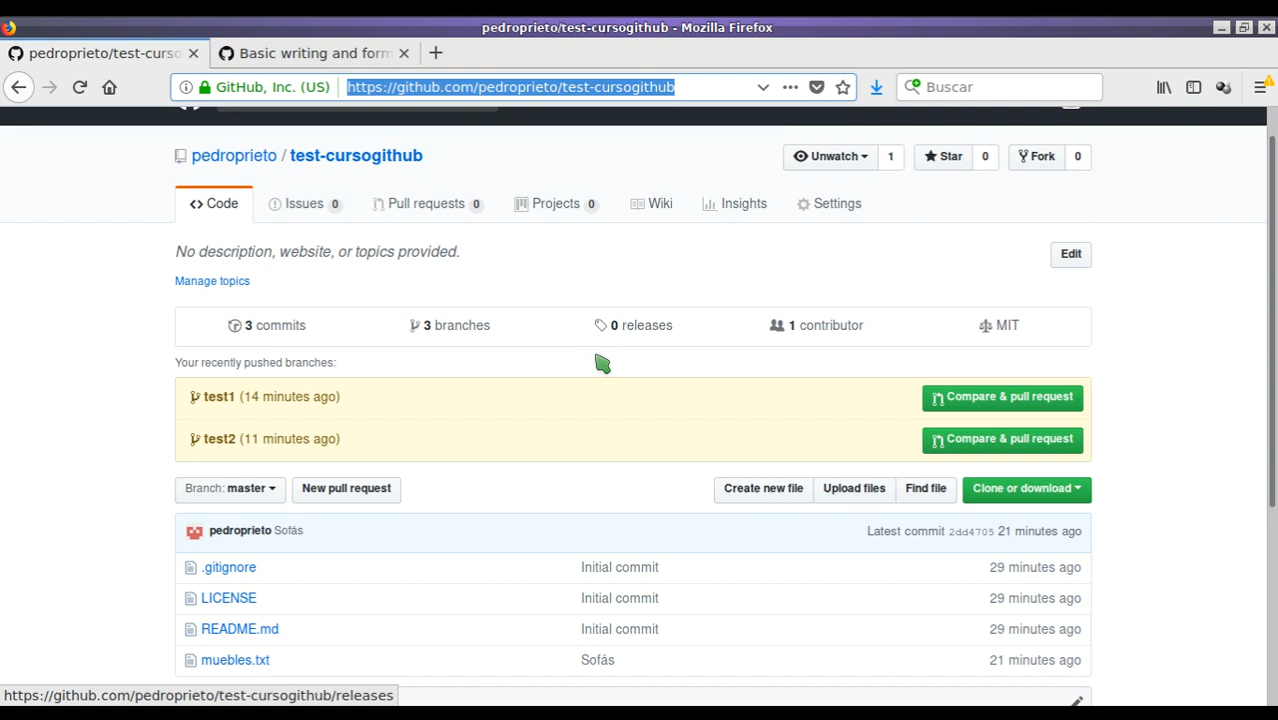 pedroprieto/test-cursogithub - Mozilla Firefox
pedroprieto/test-curso
Basic writing and form
GitHub, Inc. (US)
https://github.com/pedroprieto/test-cursogithub
Buscar
pedroprieto / test-cursogithub
Unwatch 1
Star 0
Fork 0
Code
Issues 0
Pull requests 0
Projects 0
Wiki
Insights
Settings
No description, website, or topics provided.
Edit
Manage topics
3 commits
3 branches
0 releases
1 contributor
MIT
Your recently pushed branches:
test1 (14 minutes ago)
Compare & pull request
test2 (11 minutes ago)
Compare & pull request
Branch: master
New pull request
Create new file
Upload files
Find file
Clone or download
pedroprieto Sofás
Latest commit 2dd4705 21 minutes ago
.gitignore
Initial commit
29 minutes ago
LICENSE
Initial commit
29 minutes ago
README.md
Initial commit
29 minutes ago
muebles.txt
Sofás
21 minutes ago
https://github.com/pedroprieto/test-cursogithub/releases